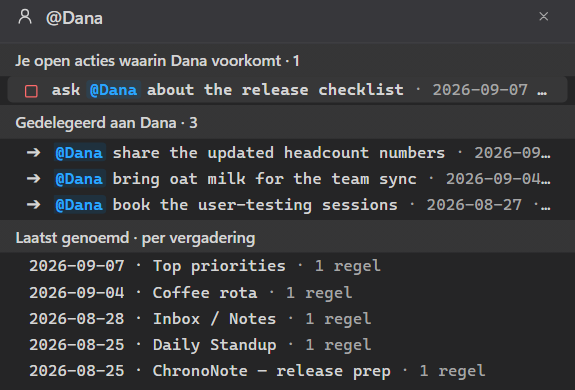 @Dana
Je open acties waarin Dana voorkomt · 1
ask @Dana about the release checklist · 2026-09-07 …
Gedelegeerd aan Dana · 3
→ @Dana share the updated headcount numbers · 2026-09…
→ @Dana bring oat milk for the team sync · 2026-09-04…
→ @Dana book the user-testing sessions · 2026-08-27 ·…
Laatst genoemd · per vergadering
2026-09-07 · Top priorities · 1 regel
2026-09-04 · Coffee rota · 1 regel
2026-08-28 · Inbox / Notes · 1 regel
2026-08-25 · Daily Standup · 1 regel
2026-08-25 · ChronoNote — release prep · 1 regel